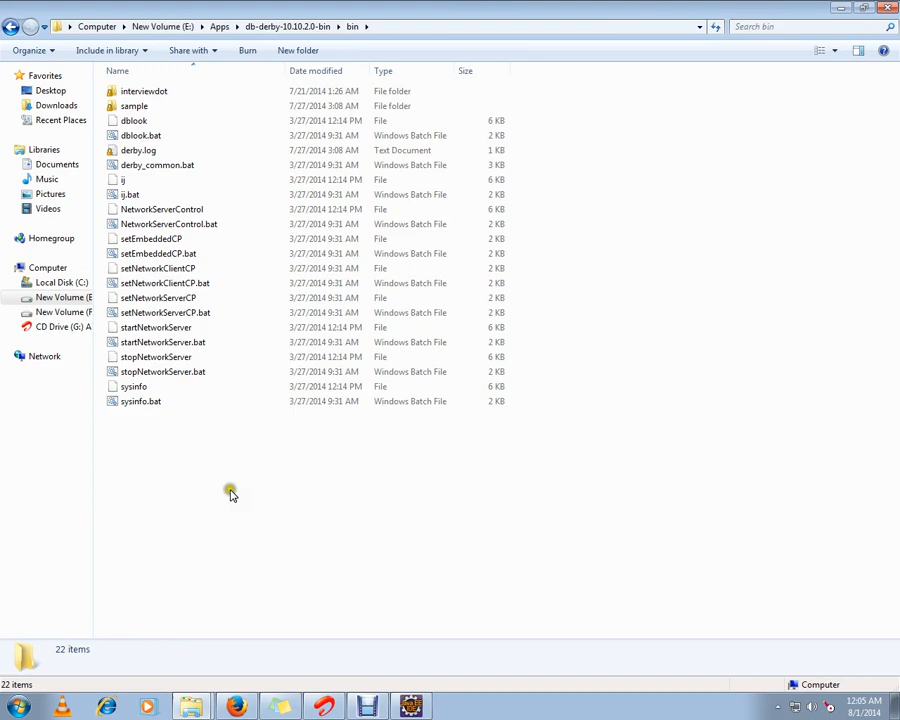 Computer ▸ New Volume (E:) ▸ Apps ▸ db-derby-10.10.2.0-bin ▸ bin ▸
Search bin
Organize Include in library Share with Burn New folder
Name Date modified Type Size
Favorites
Desktop
Downloads
Recent Places
Libraries
Documents
Music
Pictures
Videos
Homegroup
Computer
Local Disk (C:)
New Volume (E
New Volume (F
CD Drive (G:) A
Network
interviewdot 7/21/2014 1:26 AM File folder
sample 7/27/2014 3:08 AM File folder
dblook 3/27/2014 12:14 PM File 6 KB
dblook.bat 3/27/2014 9:31 AM Windows Batch File 2 KB
derby.log 7/27/2014 3:08 AM Text Document 1 KB
derby_common.bat 3/27/2014 9:31 AM Windows Batch File 3 KB
ij 3/27/2014 12:14 PM File 6 KB
ij.bat 3/27/2014 9:31 AM Windows Batch File 2 KB
NetworkServerControl 3/27/2014 12:14 PM File 6 KB
NetworkServerControl.bat 3/27/2014 9:31 AM Windows Batch File 2 KB
setEmbeddedCP 3/27/2014 9:31 AM File 2 KB
setEmbeddedCP.bat 3/27/2014 9:31 AM Windows Batch File 2 KB
setNetworkClientCP 3/27/2014 9:31 AM File 2 KB
setNetworkClientCP.bat 3/27/2014 9:31 AM Windows Batch File 2 KB
setNetworkServerCP 3/27/2014 9:31 AM File 2 KB
setNetworkServerCP.bat 3/27/2014 9:31 AM Windows Batch File 2 KB
startNetworkServer 3/27/2014 12:14 PM File 6 KB
startNetworkServer.bat 3/27/2014 9:31 AM Windows Batch File 2 KB
stopNetworkServer 3/27/2014 12:14 PM File 6 KB
stopNetworkServer.bat 3/27/2014 9:31 AM Windows Batch File 2 KB
sysinfo 3/27/2014 12:14 PM File 6 KB
sysinfo.bat 3/27/2014 9:31 AM Windows Batch File 2 KB
22 items
22 items Computer
12:05 AM
8/1/2014